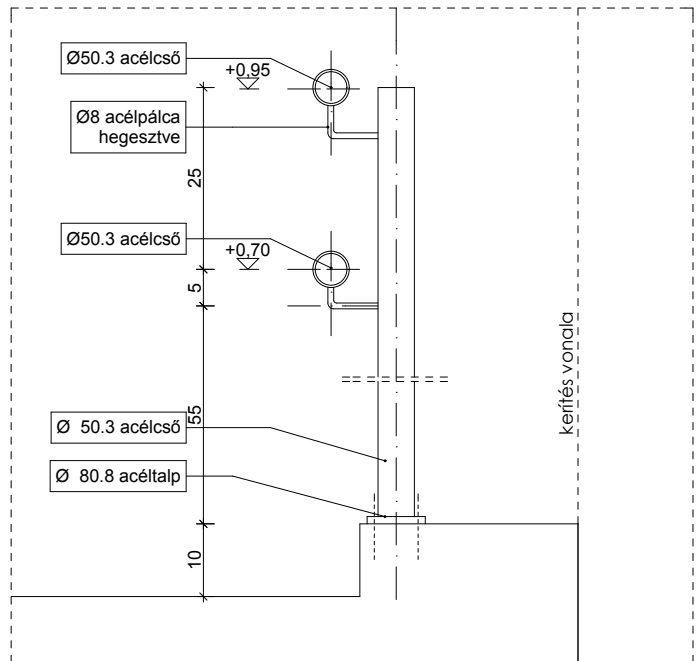 Ø50.3 acélcső
+0,95
Ø8 acélpálca
hegesztve
25
Ø50.3 acélcső
+0,70
5
kerítés vonala
55
Ø 50.3 acélcső
Ø 80.8 acéltalp
10